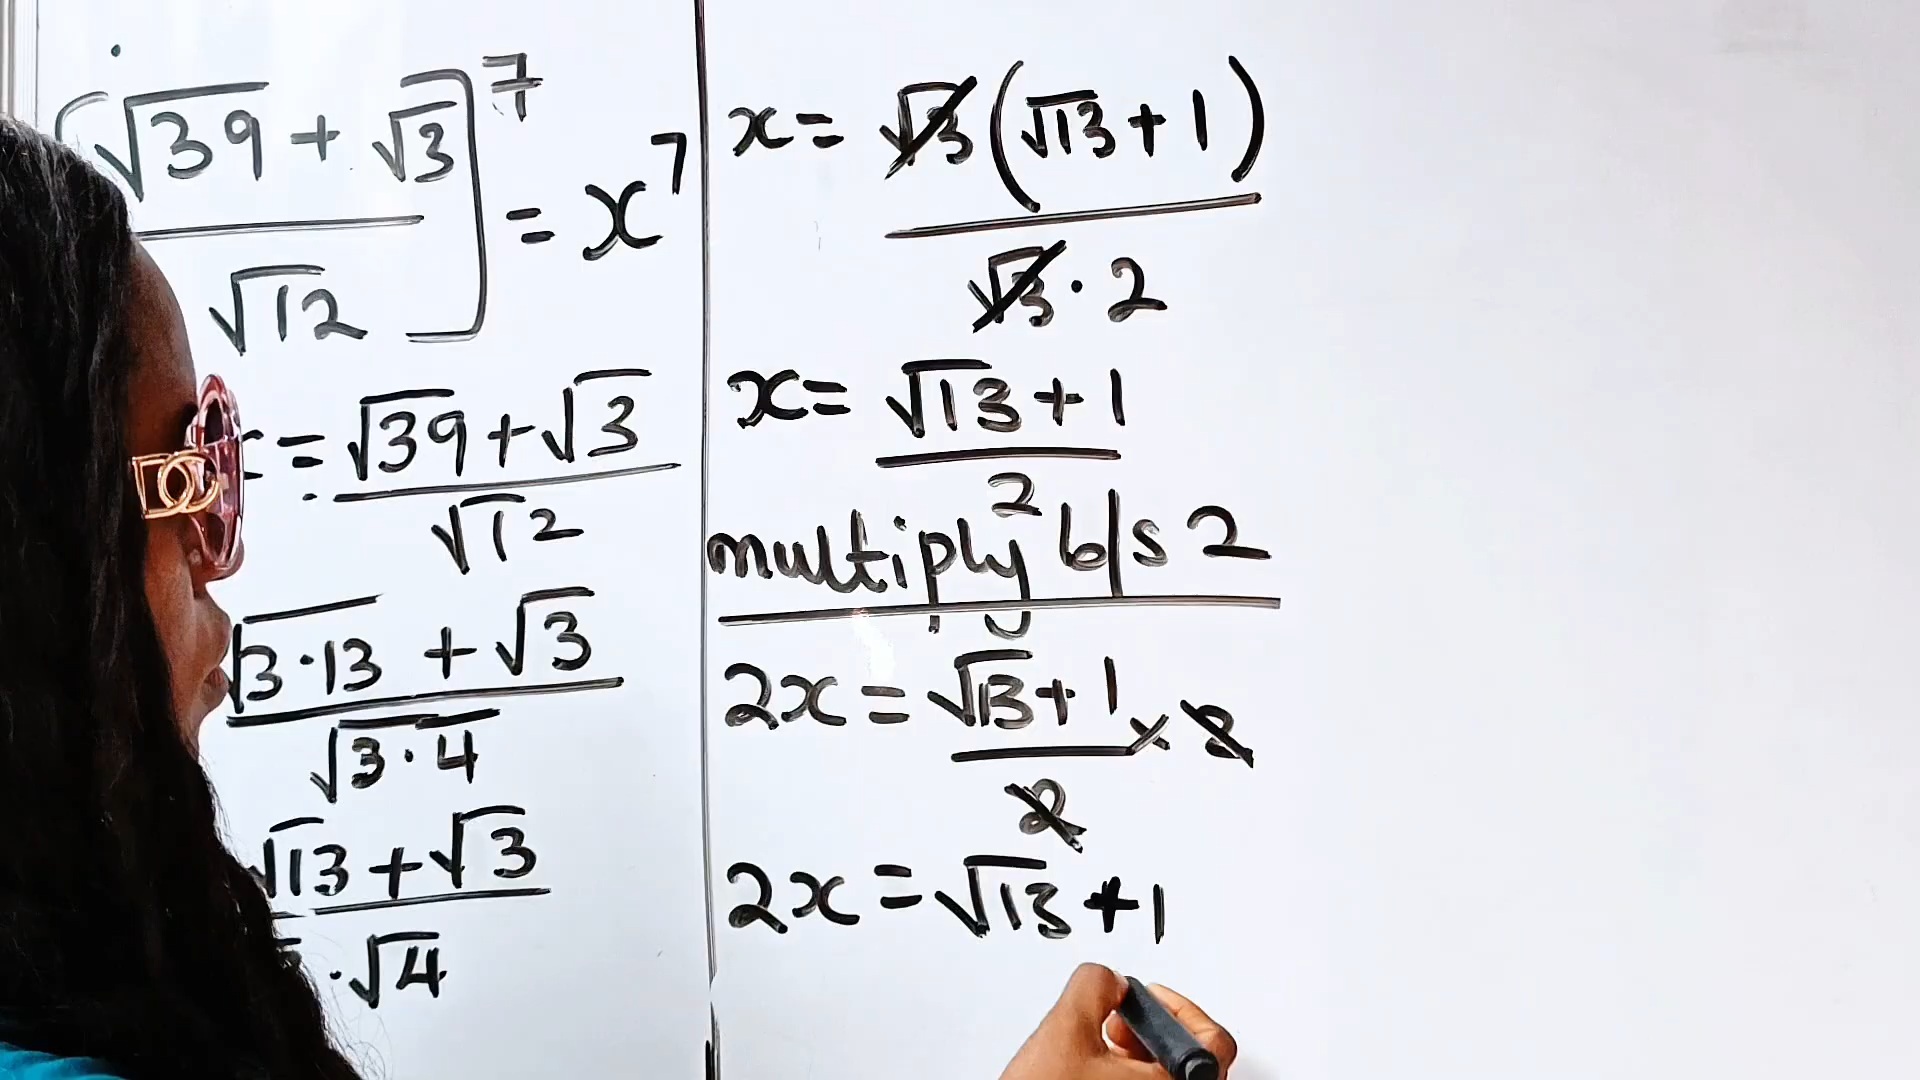 [√39 + √3 / √12]^7 = x^7
= √39 + √3 / √12
√3·13 + √3 / √3·4
√13 + √3 / ·√4
x = √3(√13 + 1) / √3 · 2
x = √13 + 1 / 2
multiply b/s 2
2x = √13 + 1 / 2 × 2
2x = √13 + 1